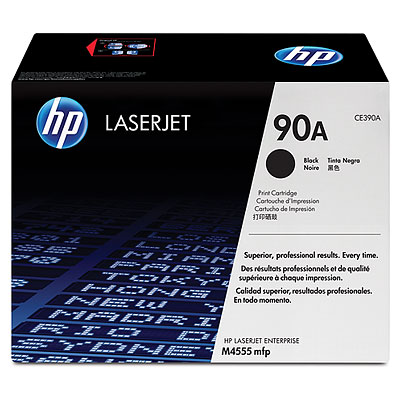 hp
hp
LASERJET
90A
CE390A
Black
Noire
Tinta Negra
黑色
Print Cartridge
Cartouche d'Impression
Cartucho de Impresión
打印硒鼓
Superior, professional results. Every time.
Des résultats professionnels et de qualité
supérieure à chaque impression.
Calidad superior, resultados profesionales.
En todo momento.
HP LASERJET ENTERPRISE
M4555 mfp